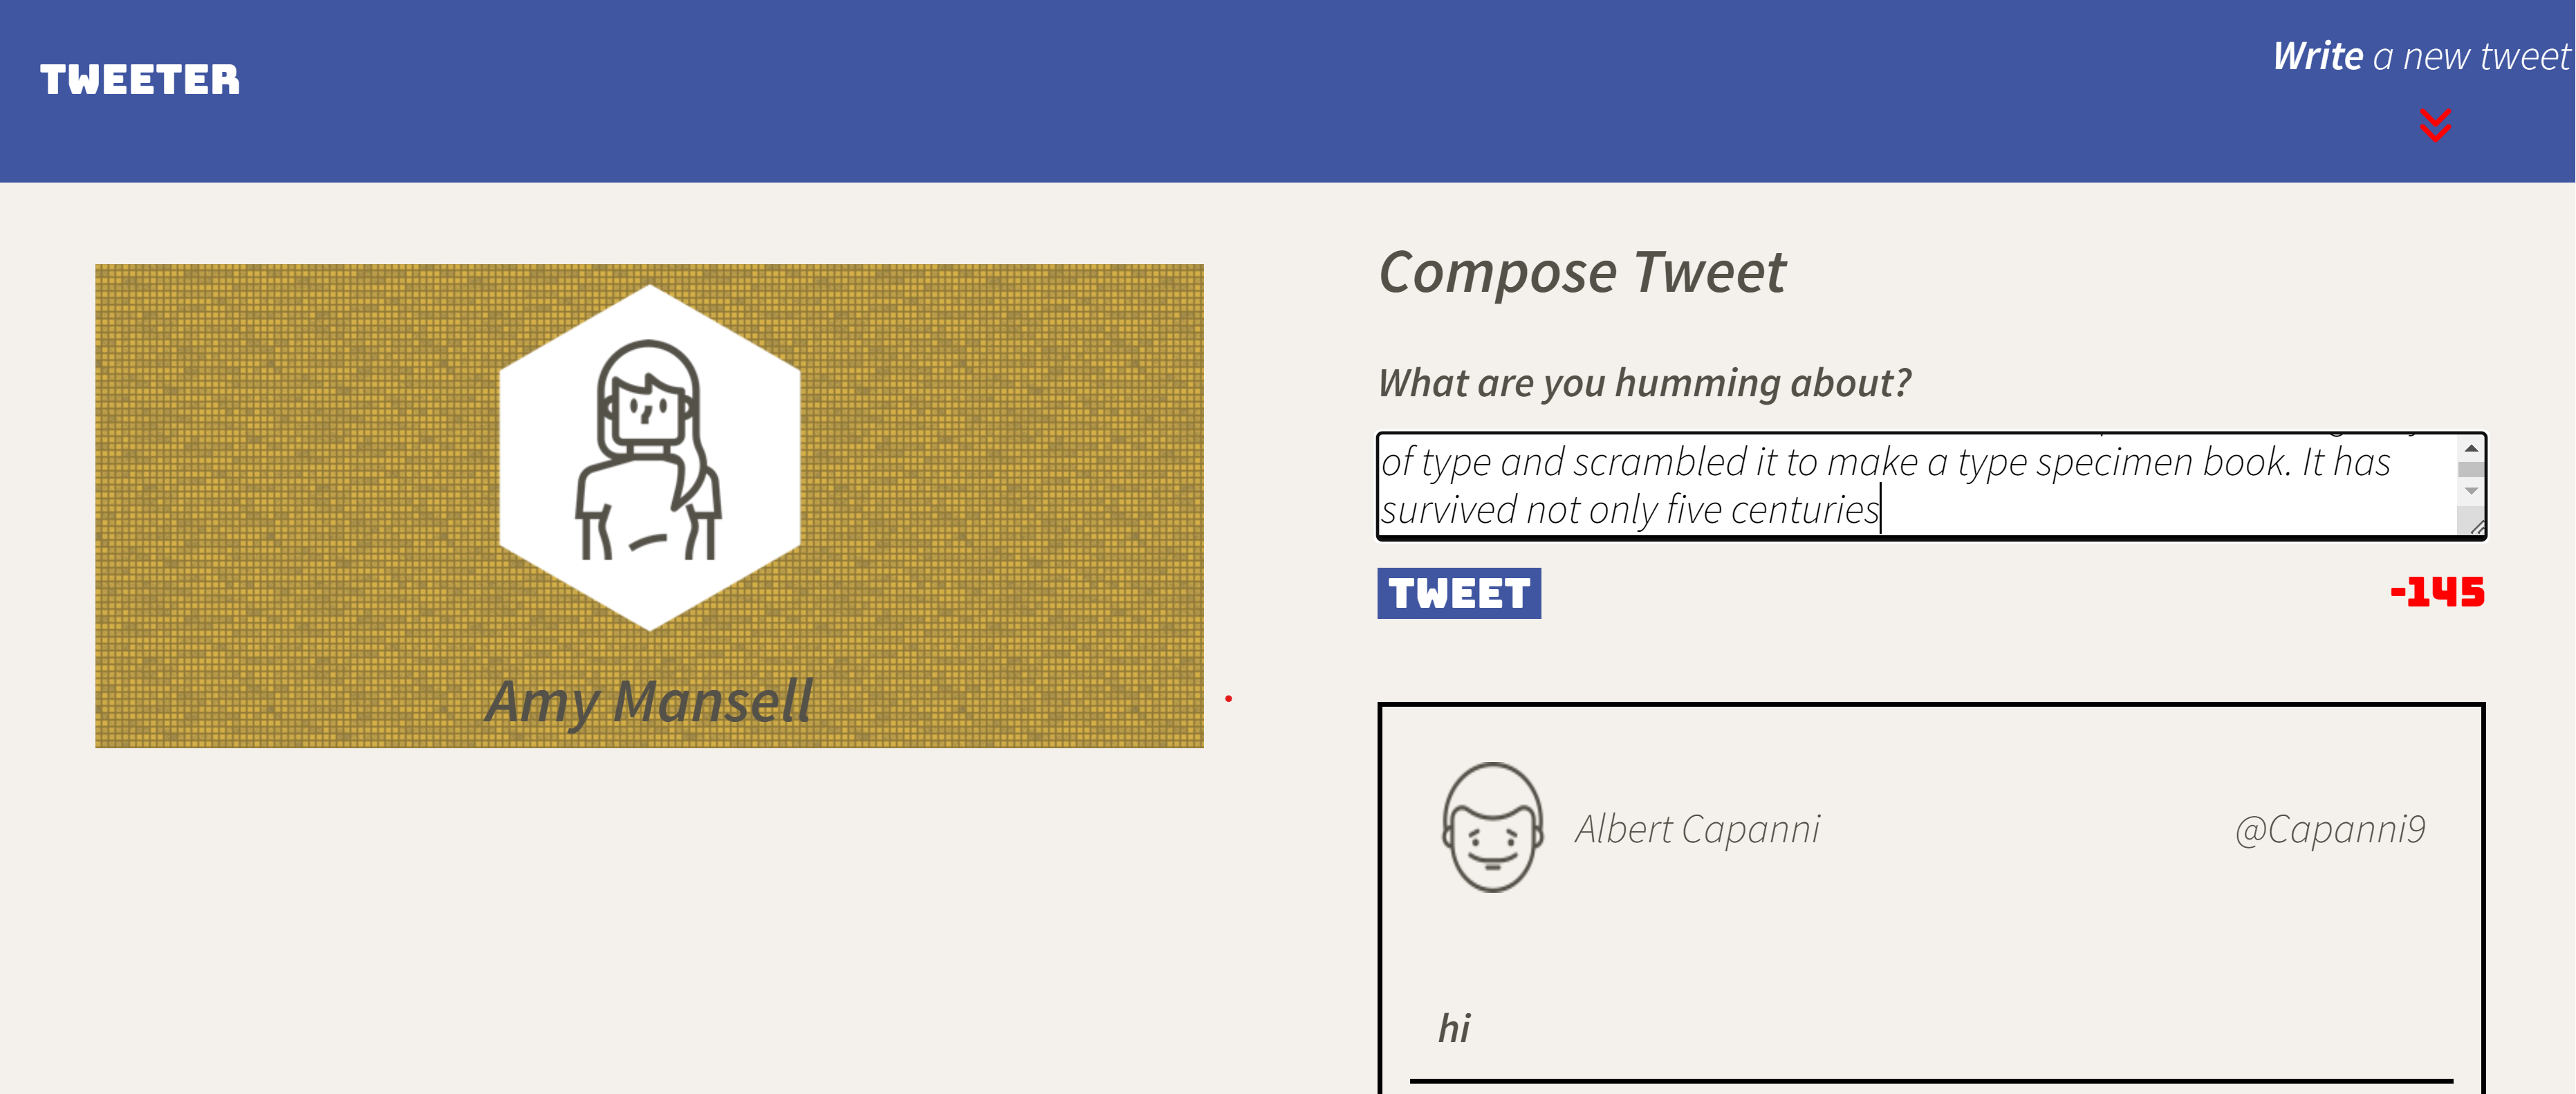 TWEETER
Write a new tweet
Amy Mansell
Compose Tweet
What are you humming about?
of type and scrambled it to make a type specimen book. It has
survived not only five centuries
TWEET
-145
Albert Capanni
@Capanni9
hi